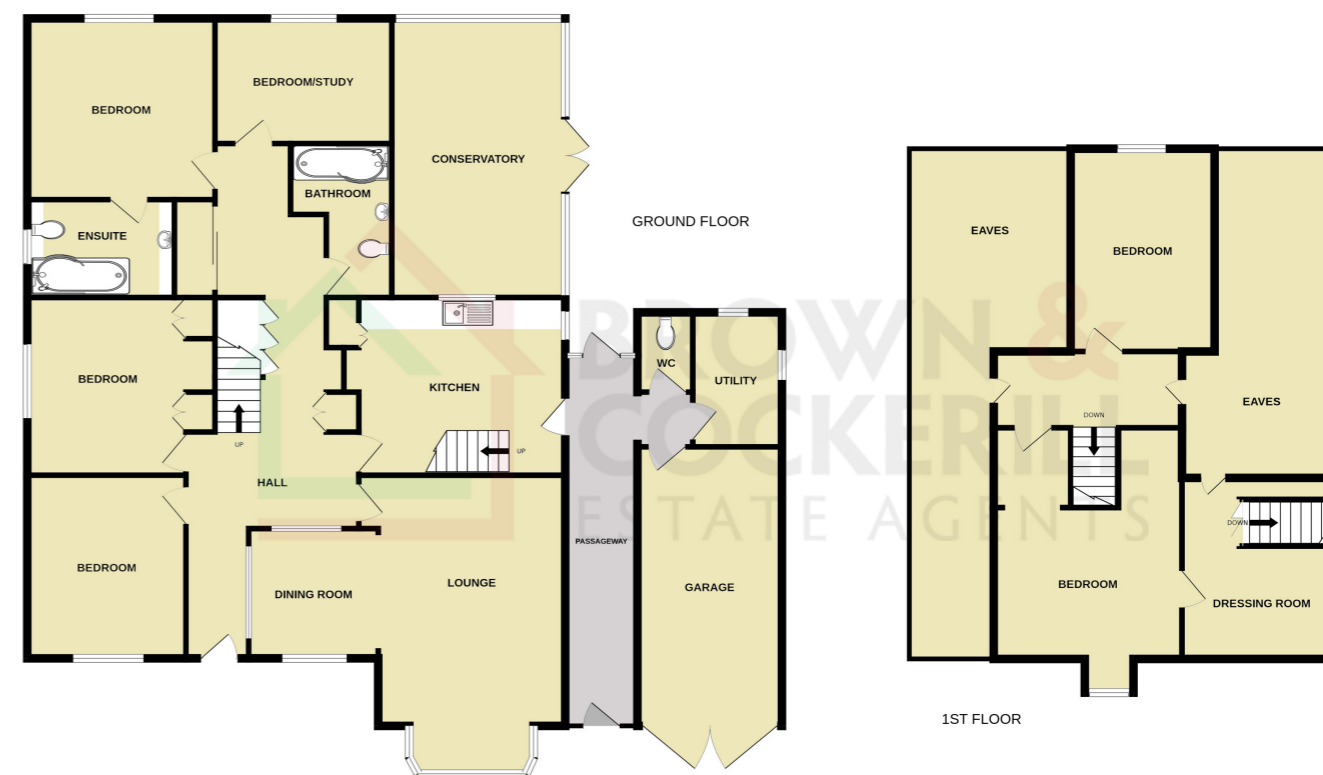 BEDROOM
BEDROOM/STUDY
CONSERVATORY
BATHROOM
ENSUITE
GROUND FLOOR
BEDROOM
UP
KITCHEN
UP
WC
UTILITY
HALL
BEDROOM
DINING ROOM
LOUNGE
PASSAGEWAY
GARAGE
EAVES
BEDROOM
EAVES
DOWN
DOWN
BEDROOM
DRESSING ROOM
1ST FLOOR
BROWN &
COCKERILL
ESTATE AGENTS